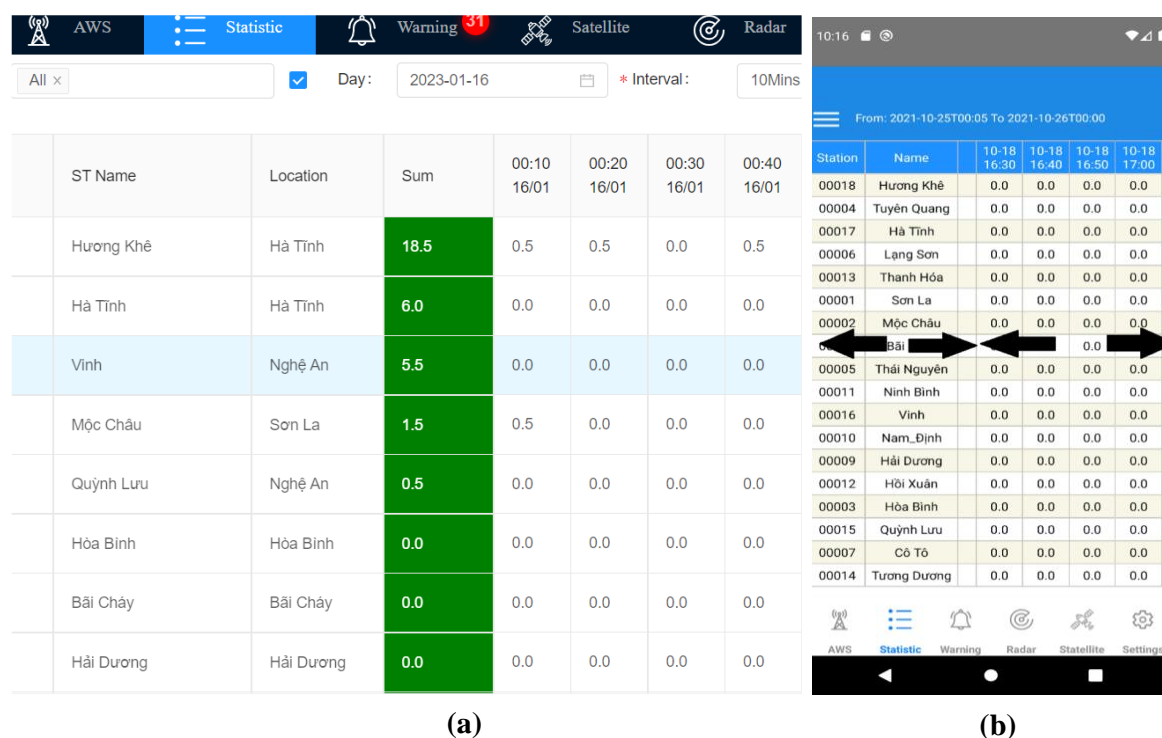 AWS Statistic Warning 31 Satellite Radar
All × Day: 2023-01-16 * Interval: 10Mins
ST Name Location Sum 00:10 16/01 00:20 16/01 00:30 16/01 00:40 16/01
Hương Khê Hà Tĩnh 18.5 0.5 0.5 0.0 0.5
Hà Tĩnh Hà Tĩnh 6.0 0.0 0.0 0.0 0.0
Vinh Nghệ An 5.5 0.0 0.0 0.0 0.0
Mộc Châu Sơn La 1.5 0.5 0.0 0.0 0.0
Quỳnh Lưu Nghệ An 0.5 0.0 0.0 0.0 0.0
Hòa Bình Hòa Bình 0.0 0.0 0.0 0.0 0.0
Bãi Cháy Bãi Cháy 0.0 0.0 0.0 0.0 0.0
Hải Dương Hải Dương 0.0 0.0 0.0 0.0 0.0
(a)
10:16
From: 2021-10-25T00:05 To 2021-10-26T00:00
Station Name 10-18 16:30 10-18 16:40 10-18 16:50 10-18 17:00
00018 Hương Khê 0.0 0.0 0.0 0.0
00004 Tuyên Quang 0.0 0.0 0.0 0.0
00017 Hà Tĩnh 0.0 0.0 0.0 0.0
00006 Lạng Sơn 0.0 0.0 0.0 0.0
00013 Thanh Hóa 0.0 0.0 0.0 0.0
00001 Sơn La 0.0 0.0 0.0 0.0
00002 Mộc Châu 0.0 0.0 0.0 0.0
Bãi 0.0
00005 Thái Nguyên 0.0 0.0 0.0 0.0
00011 Ninh Bình 0.0 0.0 0.0 0.0
00016 Vinh 0.0 0.0 0.0 0.0
00010 Nam_Định 0.0 0.0 0.0 0.0
00009 Hải Dương 0.0 0.0 0.0 0.0
00012 Hồi Xuân 0.0 0.0 0.0 0.0
00003 Hòa Bình 0.0 0.0 0.0 0.0
00015 Quỳnh Lưu 0.0 0.0 0.0 0.0
00007 Cô Tô 0.0 0.0 0.0 0.0
00014 Tương Dương 0.0 0.0 0.0 0.0
AWS Statistic Warning Radar Statellite Settings
(b)